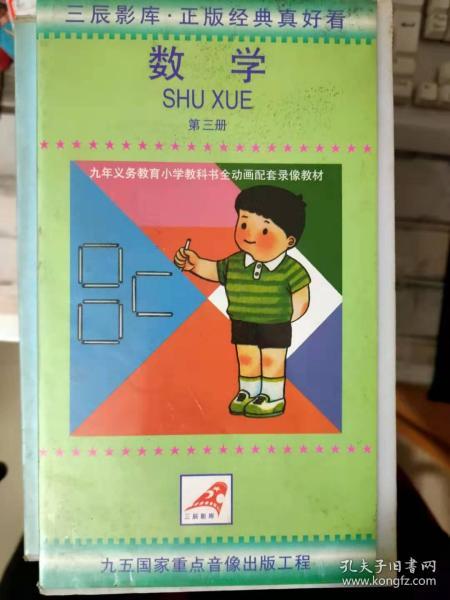 三辰影库·正版经典真好看
数 学
SHU XUE
第三册
九年义务教育小学教科书全动画配套录像教材
三辰影库
九五国家重点音像出版工程
孔夫子旧书网
www.kongfz.com